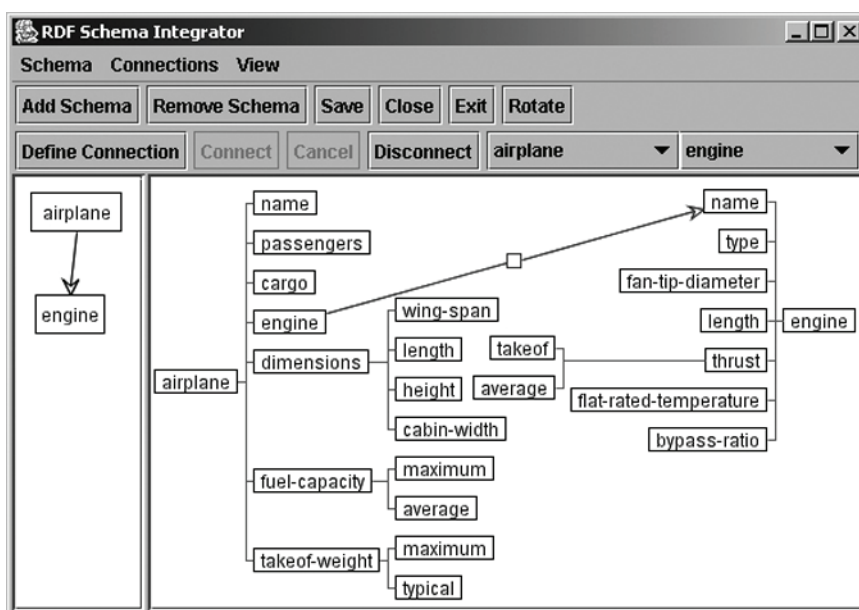 RDF Schema Integrator
Schema Connections View
Add Schema Remove Schema Save Close Exit Rotate
Define Connection Connect Cancel Disconnect airplane engine
airplane
engine
airplane
name
passengers
cargo
engine
dimensions
wing-span
length
height
cabin-width
fuel-capacity
maximum
average
takeof-weight
maximum
typical
name
type
fan-tip-diameter
length
engine
takeof
average
thrust
flat-rated-temperature
bypass-ratio